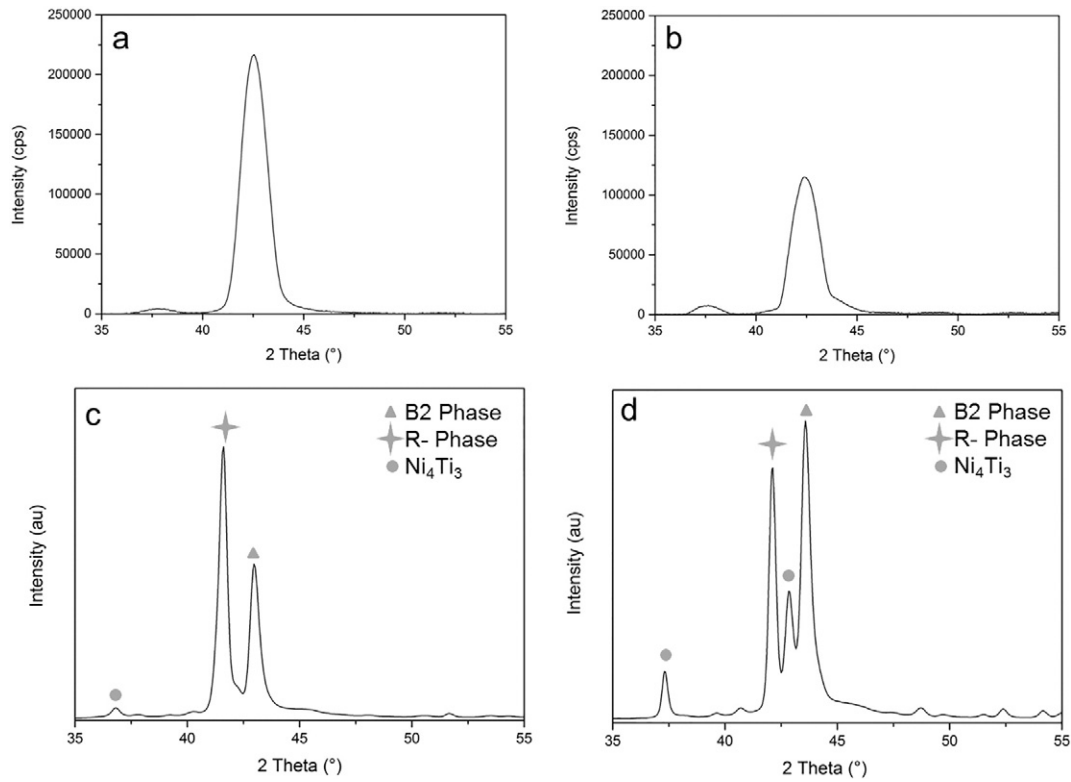 a
250000
200000
150000
100000
50000
0
Intensity (cps)
35 40 45 50 55
2 Theta (°)
b
250000
200000
150000
100000
50000
0
Intensity (cps)
35 40 45 50 55
2 Theta (°)
c
B2 Phase
R- Phase
Ni₄Ti₃
Intensity (au)
35 40 45 50 55
2 Theta (°)
d
B2 Phase
R- Phase
Ni₄Ti₃
Intensity (au)
35 40 45 50 55
2 Theta (°)